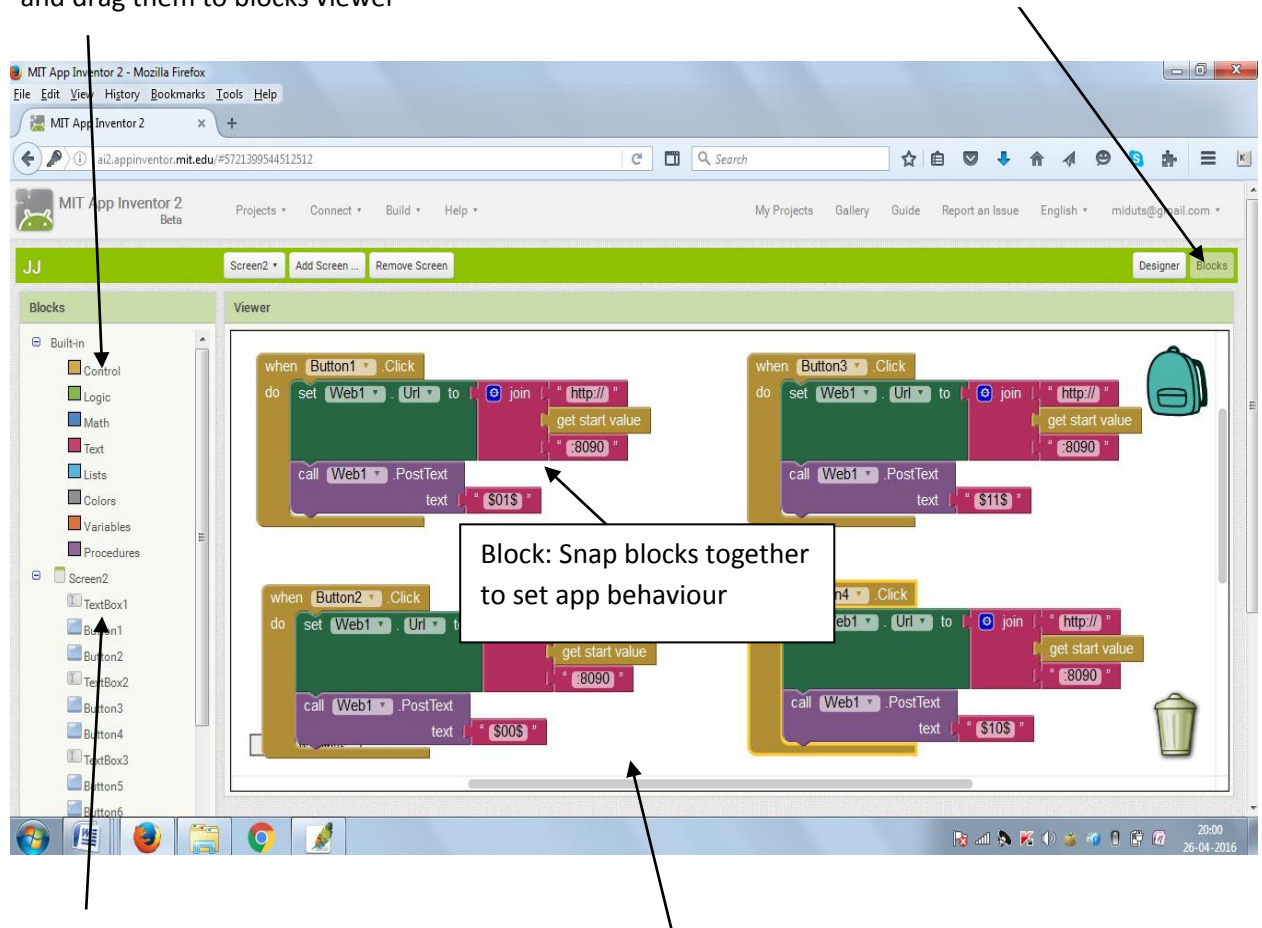 and drag them to blocks viewer
MIT App Inventor 2 - Mozilla Firefox
File Edit View History Bookmarks Tools Help
MIT App Inventor 2 × +
ai2.appinventor.mit.edu/#5721399544512512
Search
MIT App Inventor 2
Beta
Projects Connect Build Help
My Projects Gallery Guide Report an Issue English miduts@gmail.com
JJ
Screen2 Add Screen ... Remove Screen
Designer Blocks
Blocks
Viewer
Built-in
Control
Logic
Math
Text
Lists
Colors
Variables
Procedures
Screen2
TextBox1
Button1
Button2
TextBox2
Button3
Button4
TextBox3
Button5
Button6
when Button1 .Click
do set Web1 . Url to join " http:// "
get start value
" :8090 "
call Web1 .PostText
text " $01$ "
when Button3 .Click
do set Web1 . Url to join " http:// "
get start value
" :8090 "
call Web1 .PostText
text " $11$ "
Block: Snap blocks together
to set app behaviour
when Button2 .Click
do set Web1 . Url
get start value
" :8090 "
call Web1 .PostText
text " $00$ "
n4 .Click
eb1 . Url to join " http:// "
get start value
" :8090 "
call Web1 .PostText
text " $10$ "
20:00
26-04-2016